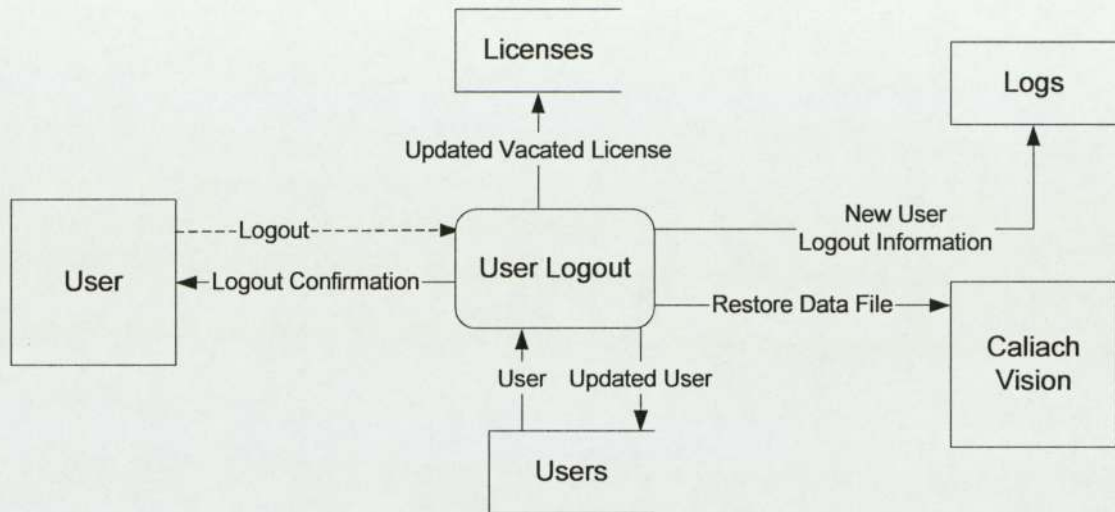 Licenses
Logs
Updated Vacated License
New User
Logout Information
Logout
User Logout
User
Logout Confirmation
Restore Data File
Caliach
Vision
User
Updated User
Users